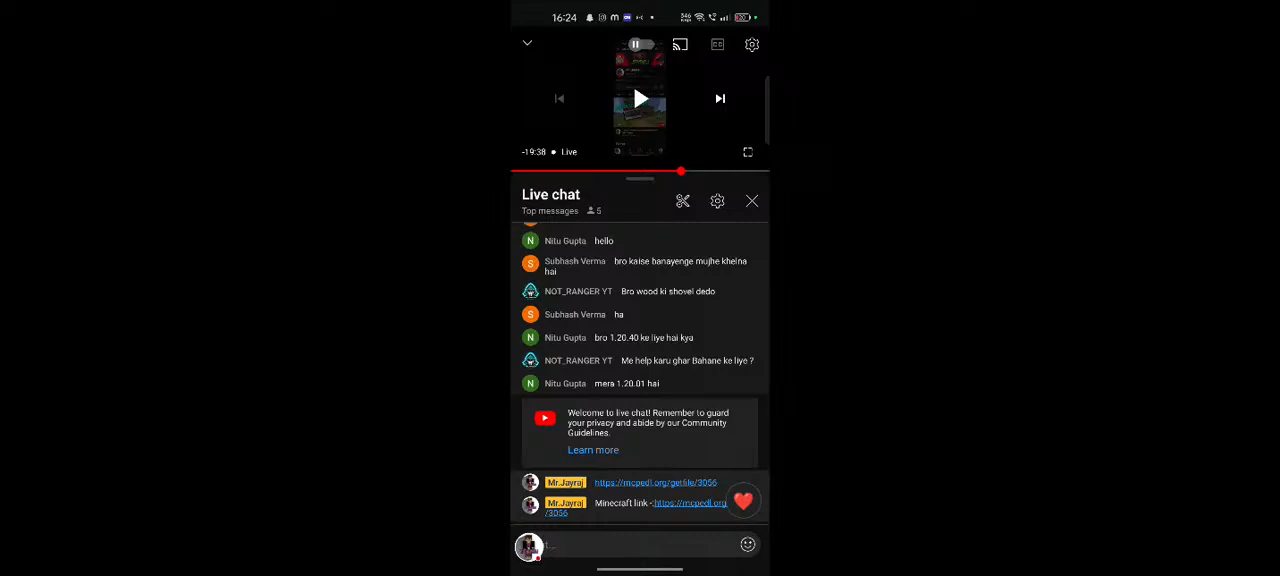 16:24
-19:38 • Live
Live chat
Top messages 5
N Nitu Gupta hello
S Subhash Verma bro kaise banayenge mujhe khelna
hai
NOT_RANGER YT Bro wood ki shovel dedo
S Subhash Verma ha
N Nitu Gupta bro 1.20.40 ke liye hai kya
NOT_RANGER YT Me help karu ghar Bahane ke liye ?
N Nitu Gupta mera 1.20.01 hai
Welcome to live chat! Remember to guard
your privacy and abide by our Community
Guidelines.
Learn more
Mr.Jayraj https://mcpedl.org/getfile/3056
Mr.Jayraj Minecraft link -:https://mcpedl.org
/3056